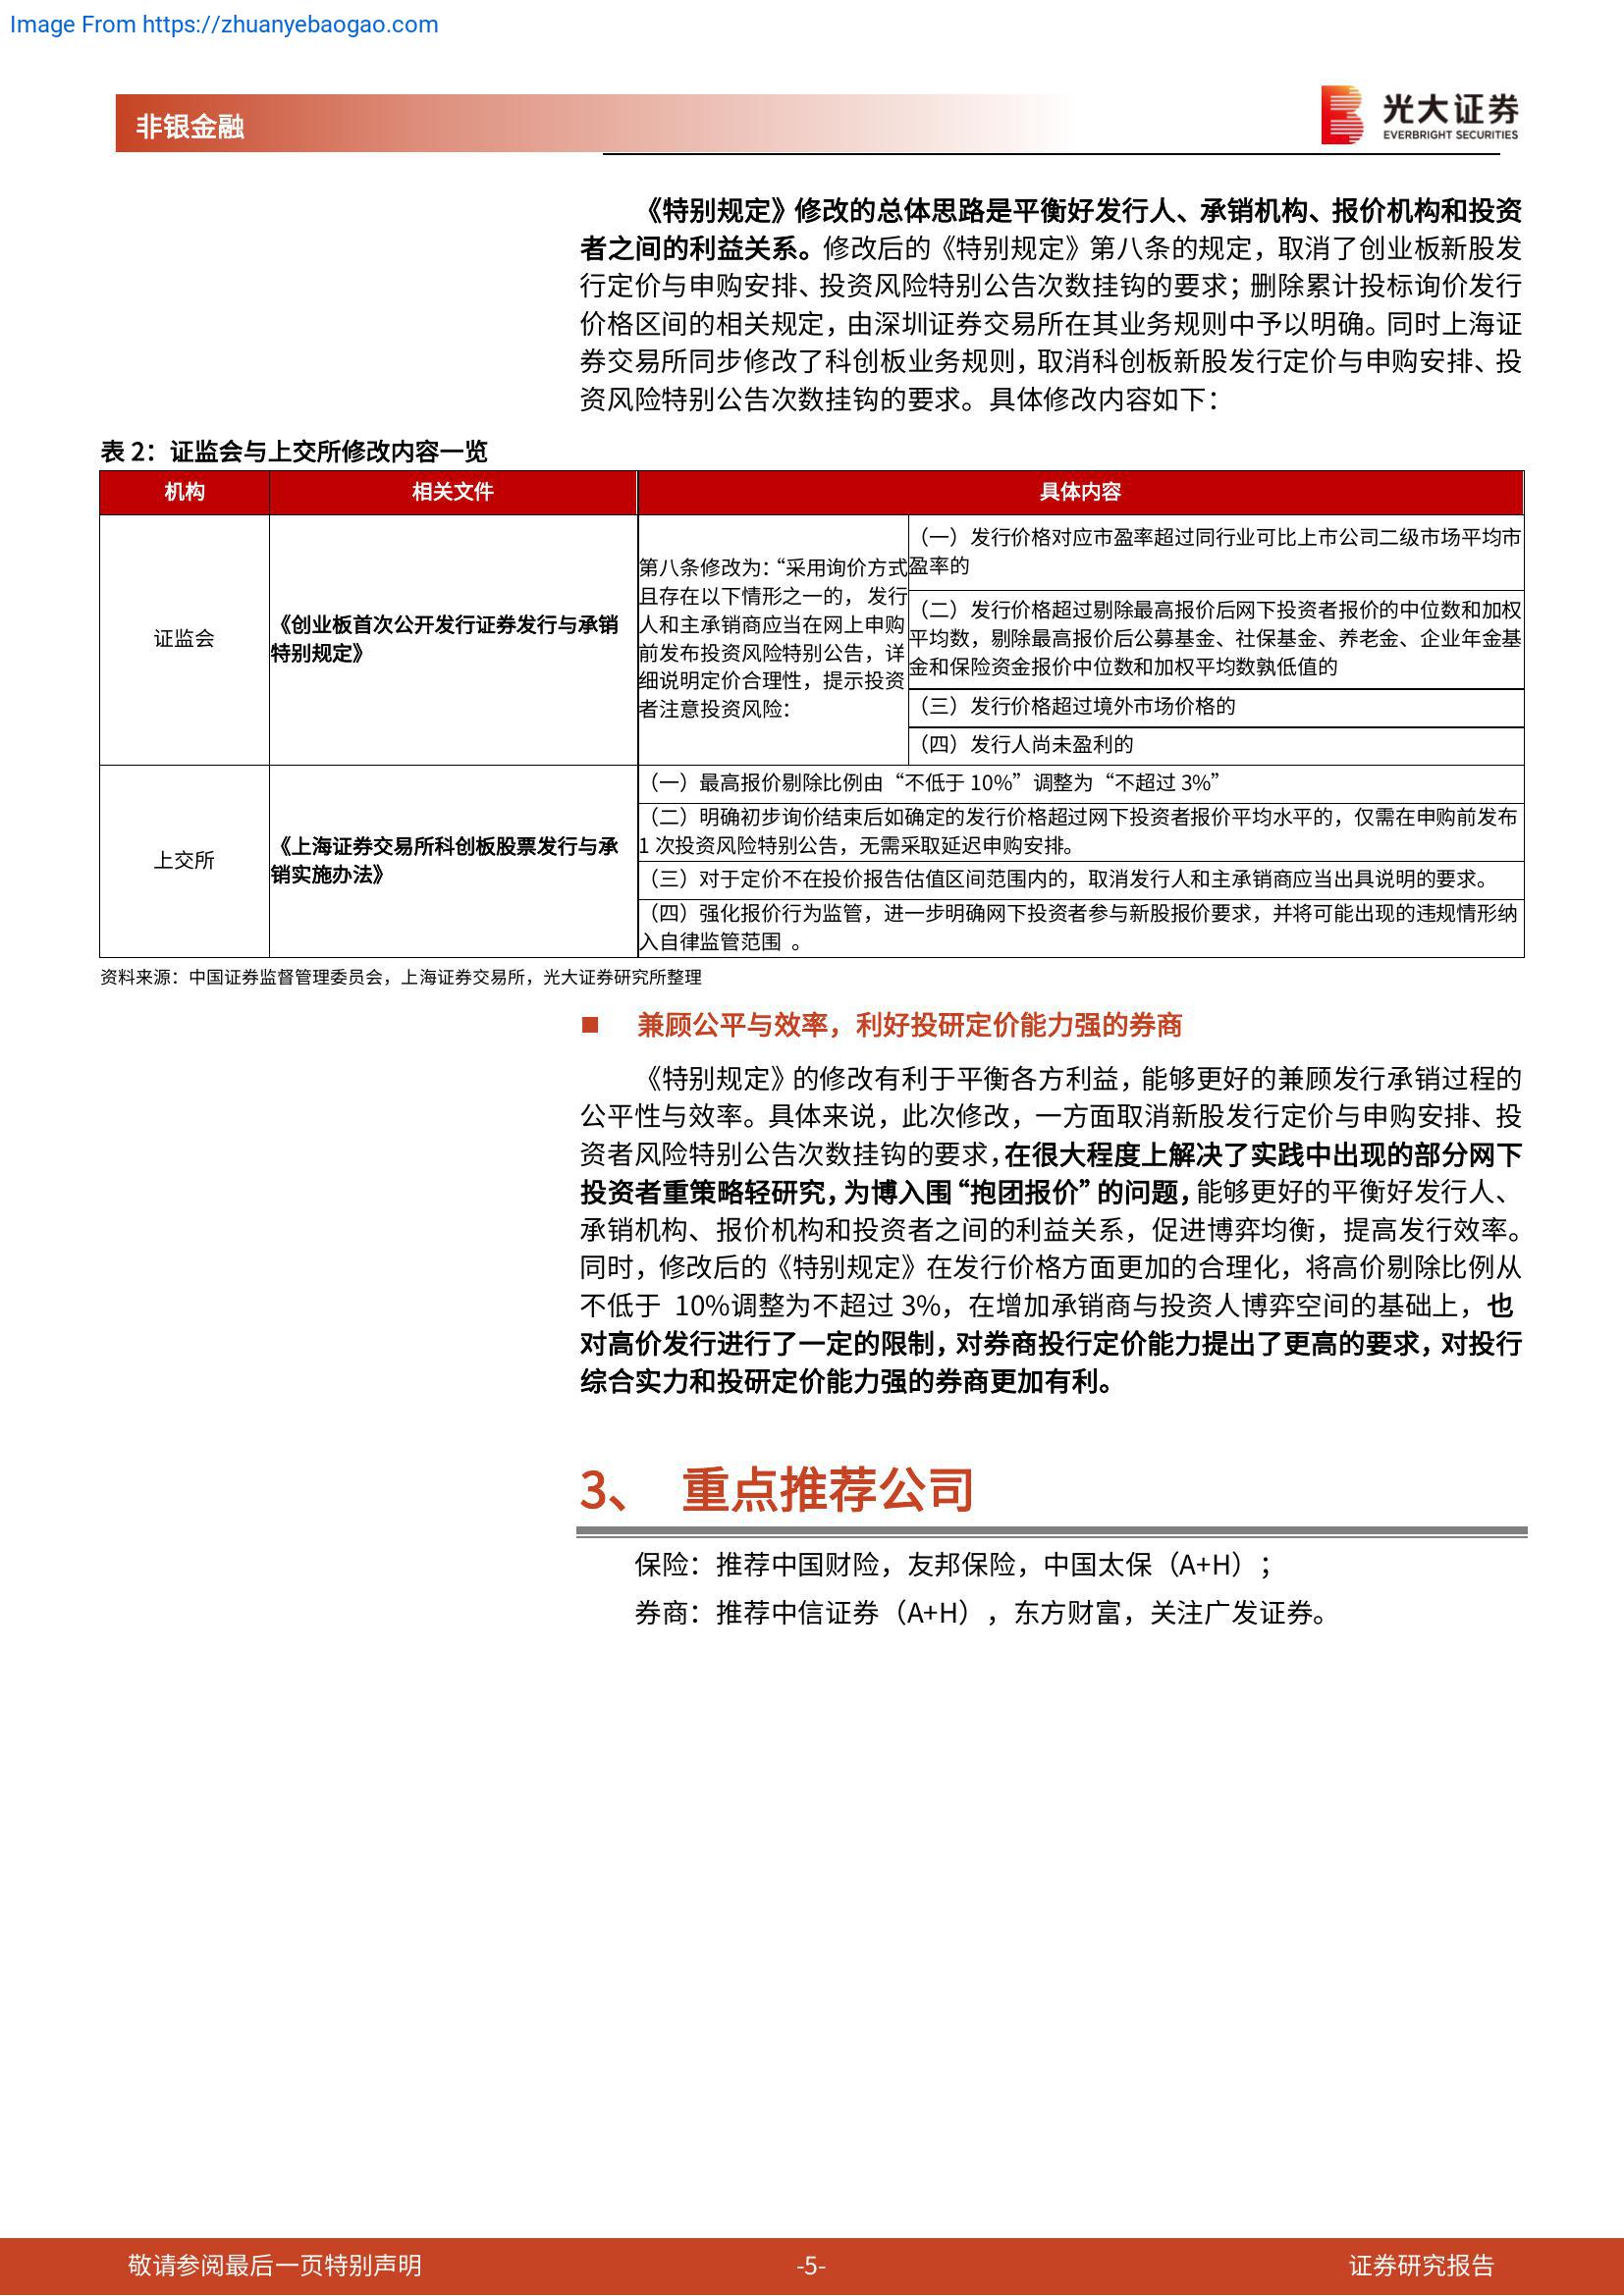 Image From https://zhuanyebaogao.com
非银金融
光大证券
EVERBRIGHT SECURITIES
《特别规定》修改的总体思路是平衡好发行人、承销机构、报价机构和投资
者之间的利益关系。修改后的《特别规定》第八条的规定，取消了创业板新股发
行定价与申购安排、投资风险特别公告次数挂钩的要求；删除累计投标询价发行
价格区间的相关规定，由深圳证券交易所在其业务规则中予以明确。同时上海证
券交易所同步修改了科创板业务规则，取消科创板新股发行定价与申购安排、投
资风险特别公告次数挂钩的要求。具体修改内容如下：
表 2：证监会与上交所修改内容一览
机构 相关文件 具体内容
证监会
《创业板首次公开发行证券发行与承销
特别规定》
第八条修改为：“采用询价方式
且存在以下情形之一的， 发行
人和主承销商应当在网上申购
前发布投资风险特别公告，详
细说明定价合理性，提示投资
者注意投资风险：
（一）发行价格对应市盈率超过同行业可比上市公司二级市场平均市
盈率的
（二）发行价格超过剔除最高报价后网下投资者报价的中位数和加权
平均数，剔除最高报价后公募基金、社保基金、养老金、企业年金基
金和保险资金报价中位数和加权平均数孰低值的
（三）发行价格超过境外市场价格的
（四）发行人尚未盈利的
上交所
《上海证券交易所科创板股票发行与承
销实施办法》
（一）最高报价剔除比例由“不低于 10%”调整为“不超过 3%”
（二）明确初步询价结束后如确定的发行价格超过网下投资者报价平均水平的，仅需在申购前发布
1 次投资风险特别公告，无需采取延迟申购安排。
（三）对于定价不在投价报告估值区间范围内的，取消发行人和主承销商应当出具说明的要求。
（四）强化报价行为监管，进一步明确网下投资者参与新股报价要求，并将可能出现的违规情形纳
入自律监管范围 。
资料来源：中国证券监督管理委员会，上海证券交易所，光大证券研究所整理
■ 兼顾公平与效率，利好投研定价能力强的券商
《特别规定》的修改有利于平衡各方利益，能够更好的兼顾发行承销过程的
公平性与效率。具体来说，此次修改，一方面取消新股发行定价与申购安排、投
资者风险特别公告次数挂钩的要求，在很大程度上解决了实践中出现的部分网下
投资者重策略轻研究，为博入围“抱团报价”的问题，能够更好的平衡好发行人、
承销机构、报价机构和投资者之间的利益关系，促进博弈均衡，提高发行效率。
同时，修改后的《特别规定》在发行价格方面更加的合理化，将高价剔除比例从
不低于 10%调整为不超过 3%，在增加承销商与投资人博弈空间的基础上，也
对高价发行进行了一定的限制，对券商投行定价能力提出了更高的要求，对投行
综合实力和投研定价能力强的券商更加有利。
3、 重点推荐公司
保险：推荐中国财险，友邦保险，中国太保（A+H）；
券商：推荐中信证券（A+H），东方财富，关注广发证券。
敬请参阅最后一页特别声明 -5- 证券研究报告